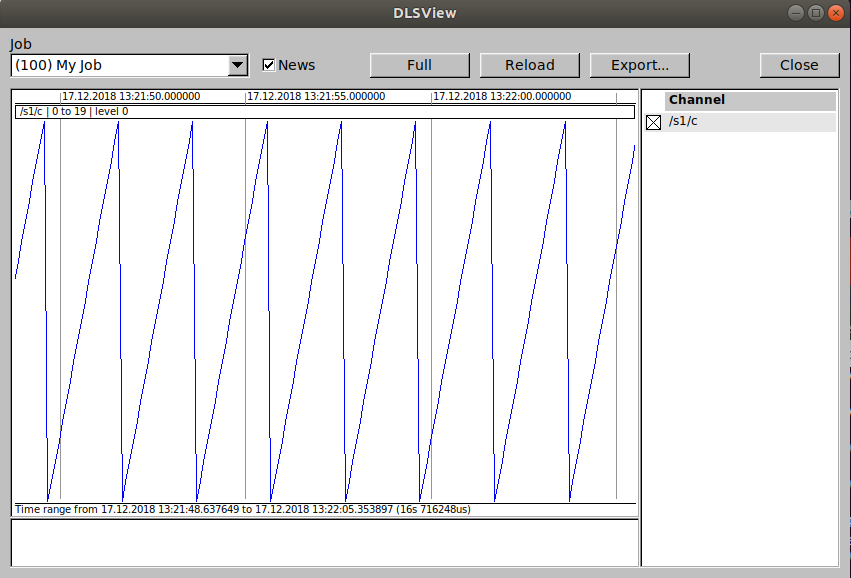 DLSView
Job
(100) My Job
News
Full
Reload
Export...
Close
17.12.2018 13:21:50.000000
17.12.2018 13:21:55.000000
17.12.2018 13:22:00.000000
/s1/c | 0 to 19 | level 0
Channel
/s1/c
Time range from 17.12.2018 13:21:48.637649 to 17.12.2018 13:22:05.353897 (16s 716248us)